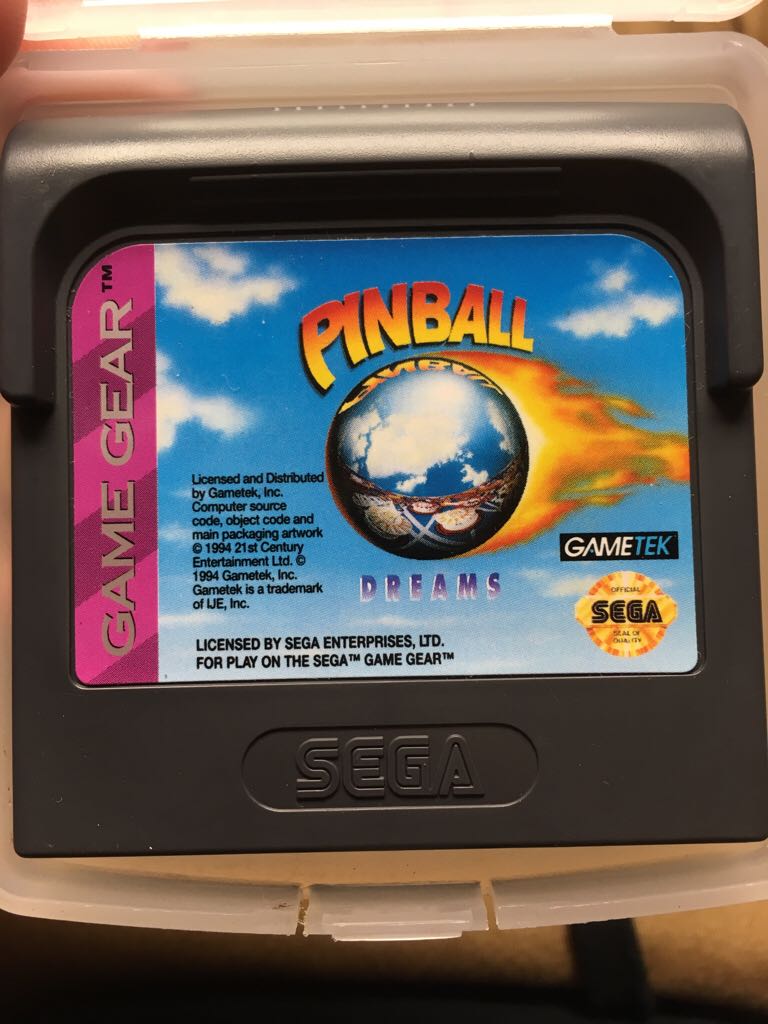 GAME GEAR™
PINBALL
DREAMS
Licensed and Distributed
by Gametek, Inc.
Computer source
code, object code and
main packaging artwork
© 1994 21st Century
Entertainment Ltd. ©
1994 Gametek, Inc.
Gametek is a trademark
of IJE, Inc.
GAMETEK
OFFICIAL
SEGA
SEAL OF
QUALITY
LICENSED BY SEGA ENTERPRISES, LTD.
FOR PLAY ON THE SEGA™ GAME GEAR™
SEGA